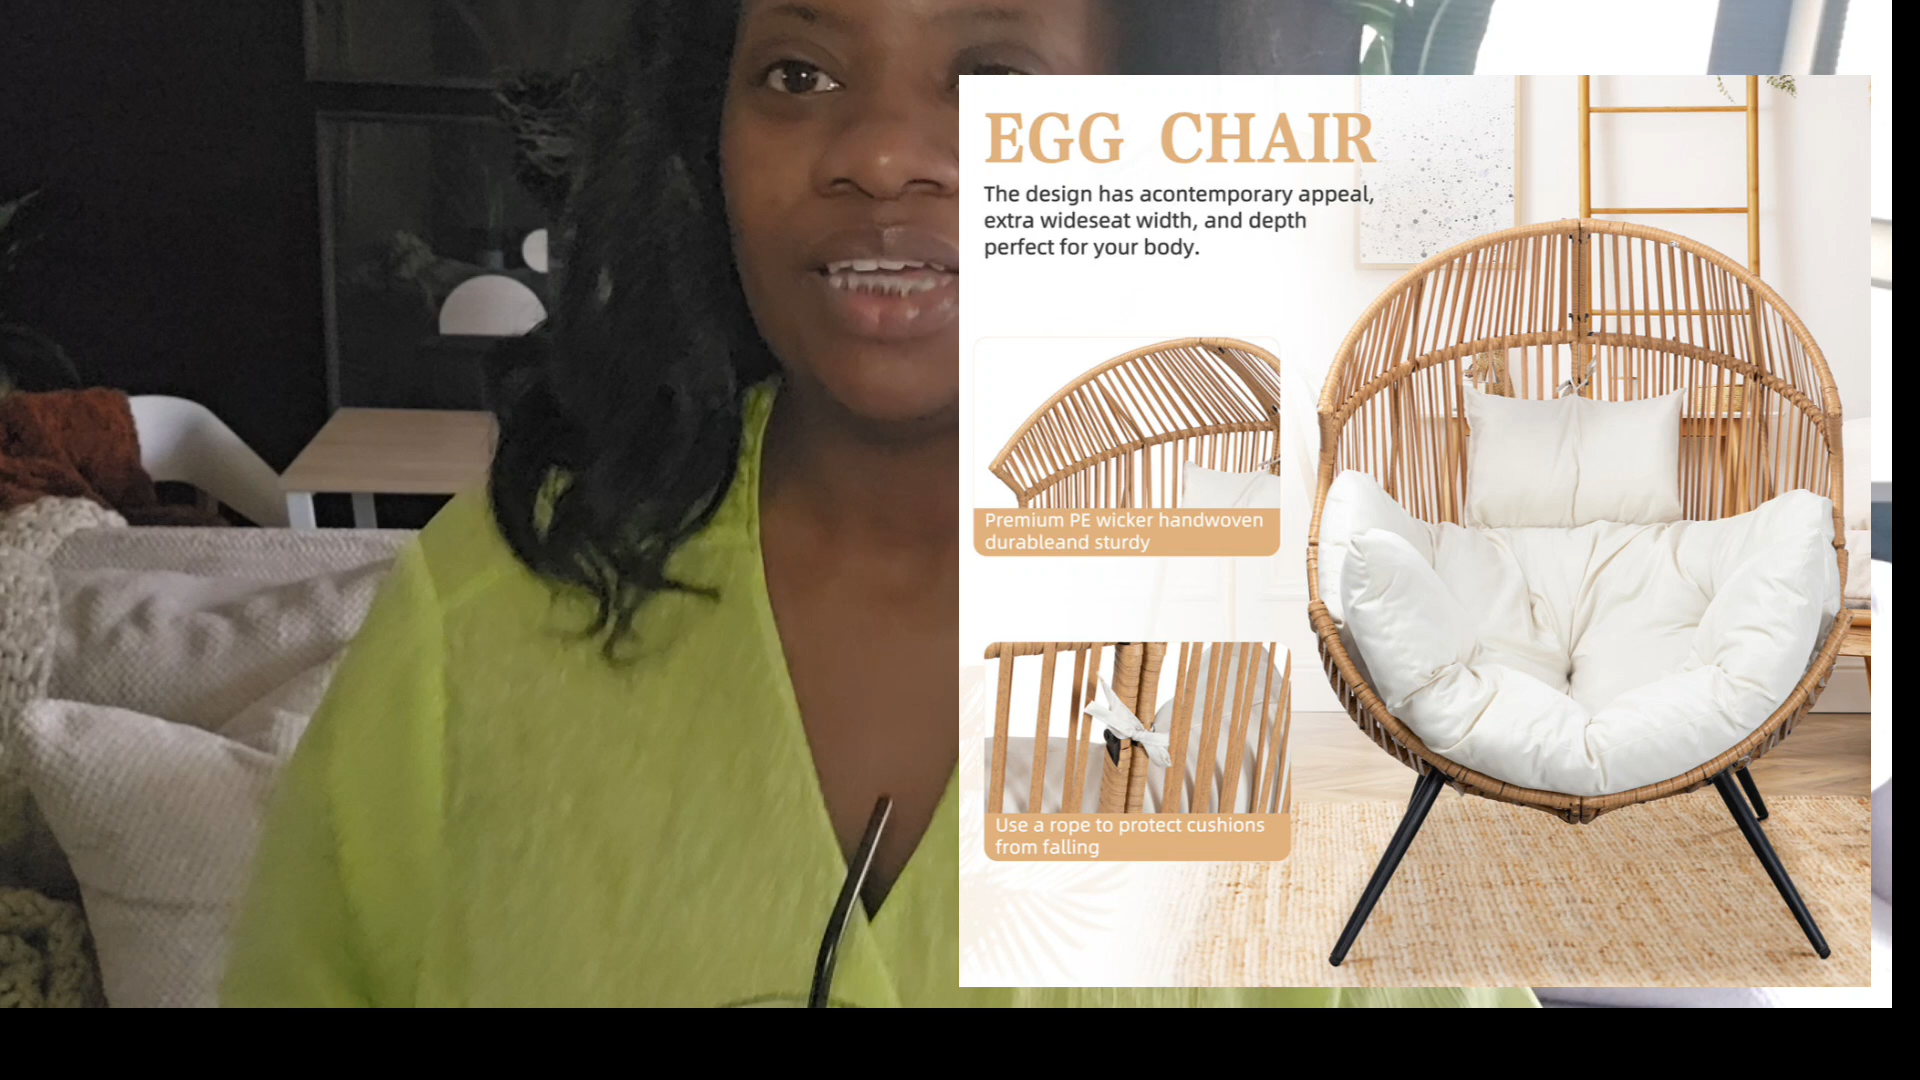 EGG CHAIR
The design has acontemporary appeal,
extra wideseat width, and depth
perfect for your body.
Premium PE wicker handwoven
durableand sturdy
Use a rope to protect cushions
from falling